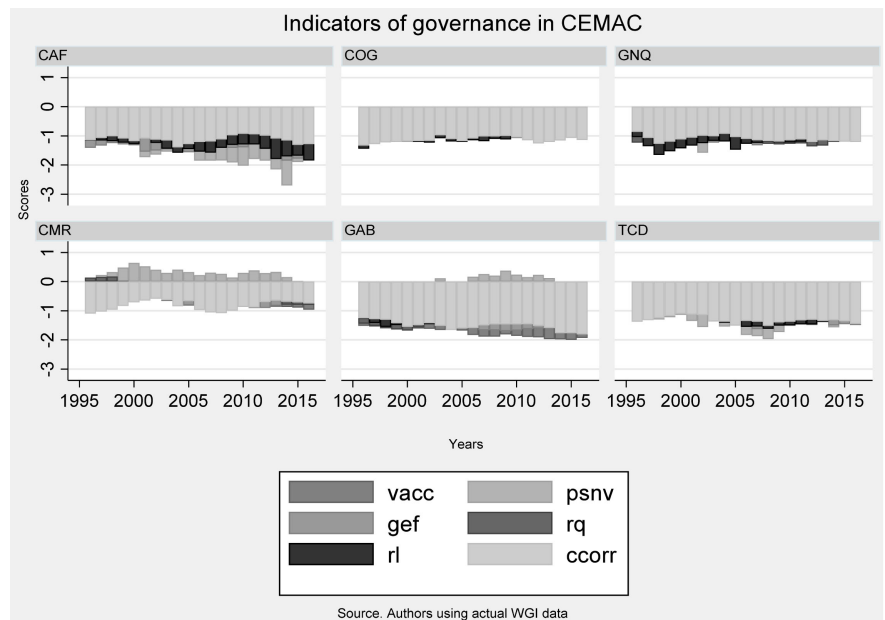 Indicators of governance in CEMAC
CAF COG GNQ
1
0
-1
-2
-3
Scores
CMR GAB TCD
1
0
-1
-2
-3
1995 2000 2005 2010 2015 1995 2000 2005 2010 2015 1995 2000 2005 2010 2015
Years
vacc psnv
gef rq
rl ccorr
Source. Authors using actual WGI data